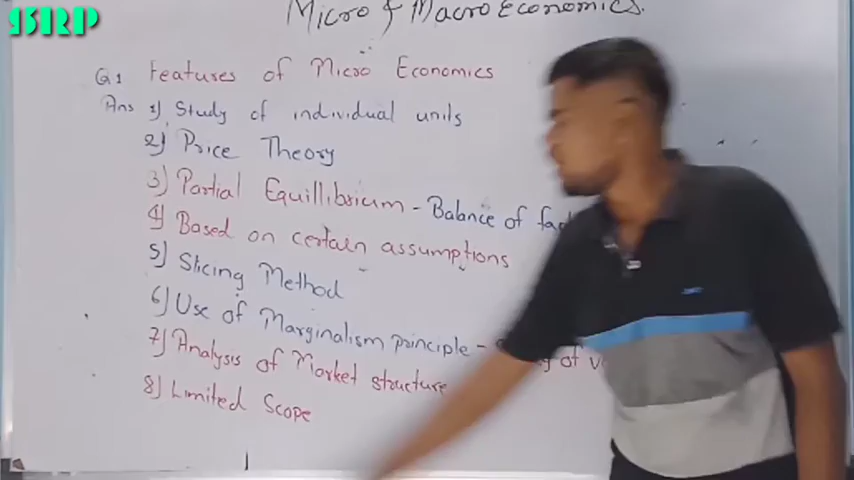 ISRP
Micro & Macro Economics.
Q1 Features of Micro Economics
Ans 1) Study of individual units
2) Price Theory
3) Partial Equillibrium - Balance of
4) Based on certain assumptions
5) Slicing Method
6) Use of Marginalism principle - of
7) Analysis of Market structure
8) Limited Scope